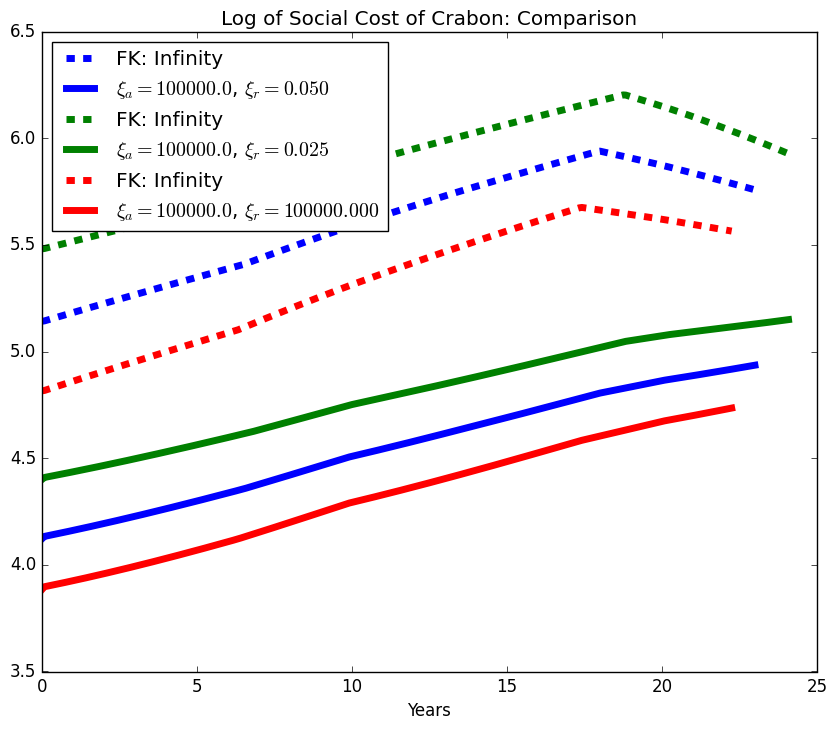 Log of Social Cost of Crabon: Comparison
6.5
6.0
5.5
5.0
4.5
4.0
3.5
FK: Infinity
ξₐ = 100000.0, ξᵣ = 0.050
FK: Infinity
ξₐ = 100000.0, ξᵣ = 0.025
FK: Infinity
ξₐ = 100000.0, ξᵣ = 100000.000
0 5 10 15 20 25
Years